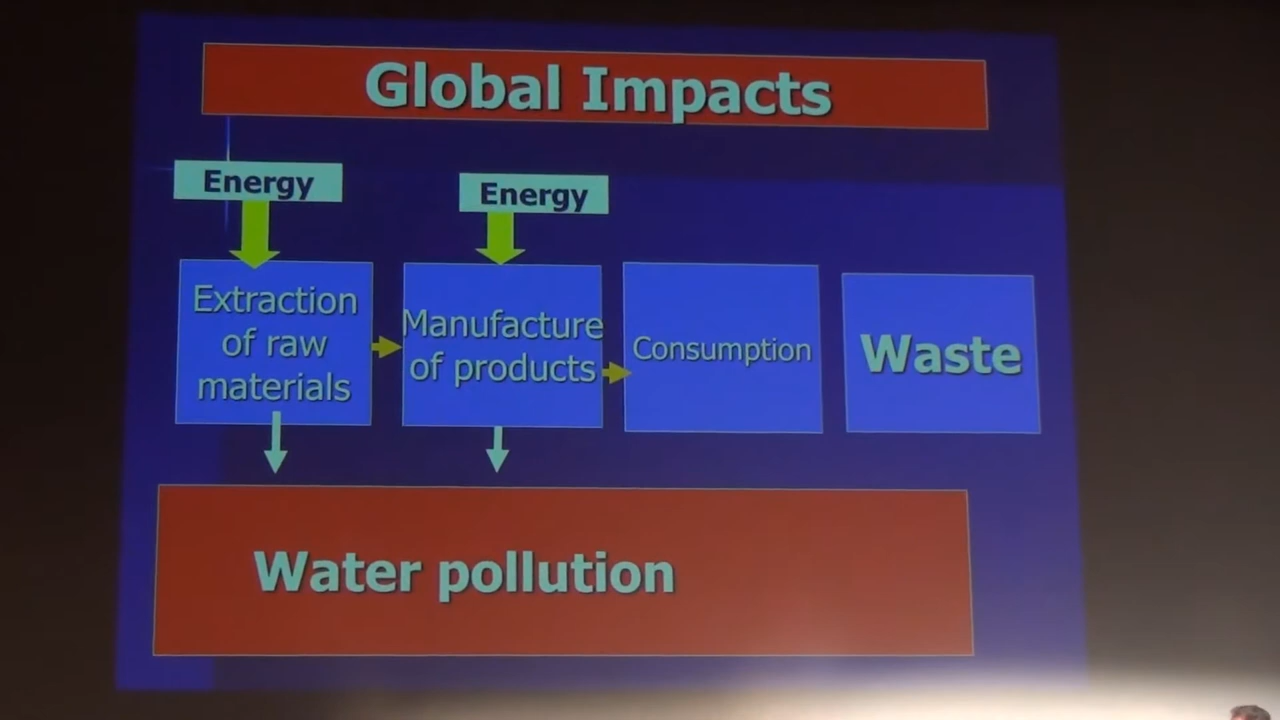 Global Impacts
Energy
Energy
Extraction
of raw
materials
Manufacture
of products
Consumption
Waste
Water pollution